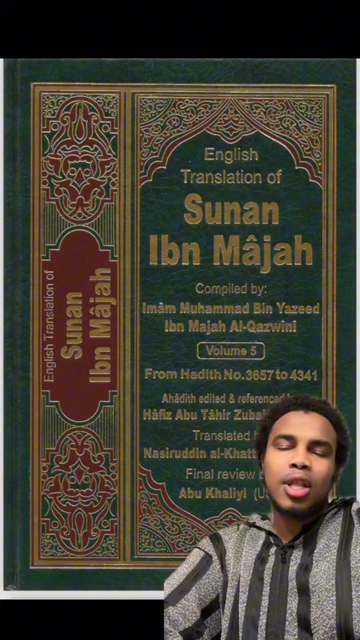 English
Translation of
Sunan
Ibn Mâjah
Compiled by:
Imâm Muhammad Bin Yazeed
Ibn Majah Al-Qazwini
Volume 5
From Hadith No. 3657 to 4341
Ahâdith edited & referenced
Hâfiz Abu Tâhir
Translated
Nasiruddin al-Khatt
Final review
Abu Khaliyl
English Translation of
Sunan
Ibn Mâjah